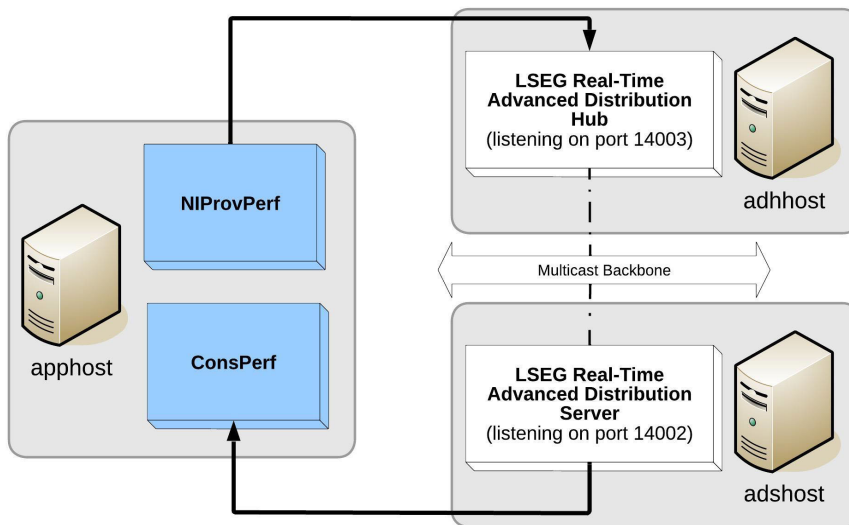 LSEG Real-Time
Advanced Distribution
Hub
(listening on port 14003)
adhhost
NIProvPerf
apphost
ConsPerf
Multicast Backbone
LSEG Real-Time
Advanced Distribution
Server
(listening on port 14002)
adshost